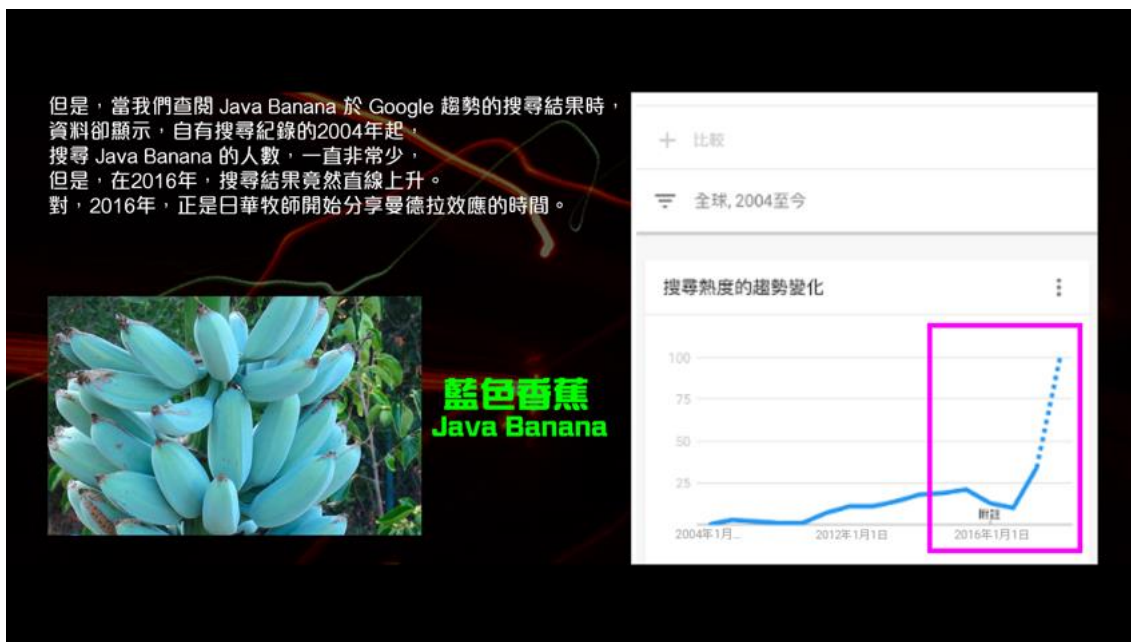 但是，當我們查閱 Java Banana 於 Google 趨勢的搜尋結果時，
資料卻顯示，自有搜尋紀錄的2004年起，
搜尋 Java Banana 的人數，一直非常少，
但是，在2016年，搜尋結果竟然直線上升。
對，2016年，正是日華牧師開始分享曼德拉效應的時間。
藍色香蕉
Java Banana
+ 比較
全球, 2004至今
搜尋熱度的趨勢變化
100
75
50
25
附註
2004年1月...
2012年1月1日
2016年1月1日